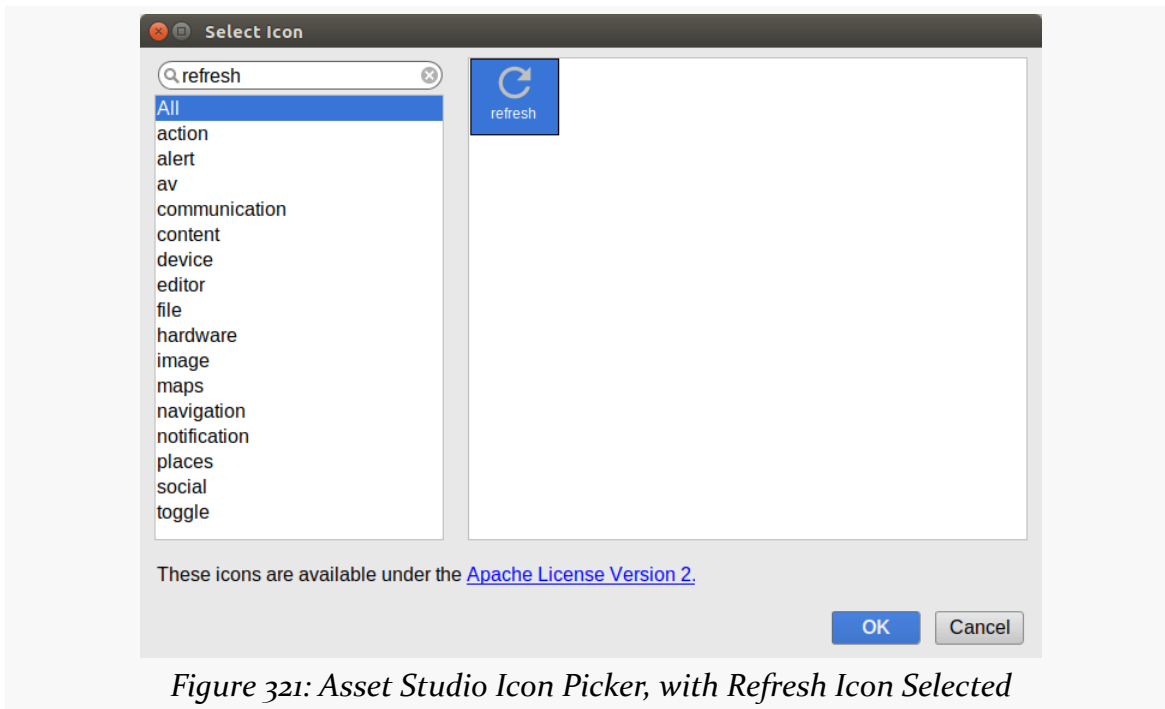 Select Icon
refresh
All
action
alert
av
communication
content
device
editor
file
hardware
image
maps
navigation
notification
places
social
toggle
refresh
These icons are available under the Apache License Version 2.
OK Cancel
Figure 321: Asset Studio Icon Picker, with Refresh Icon Selected